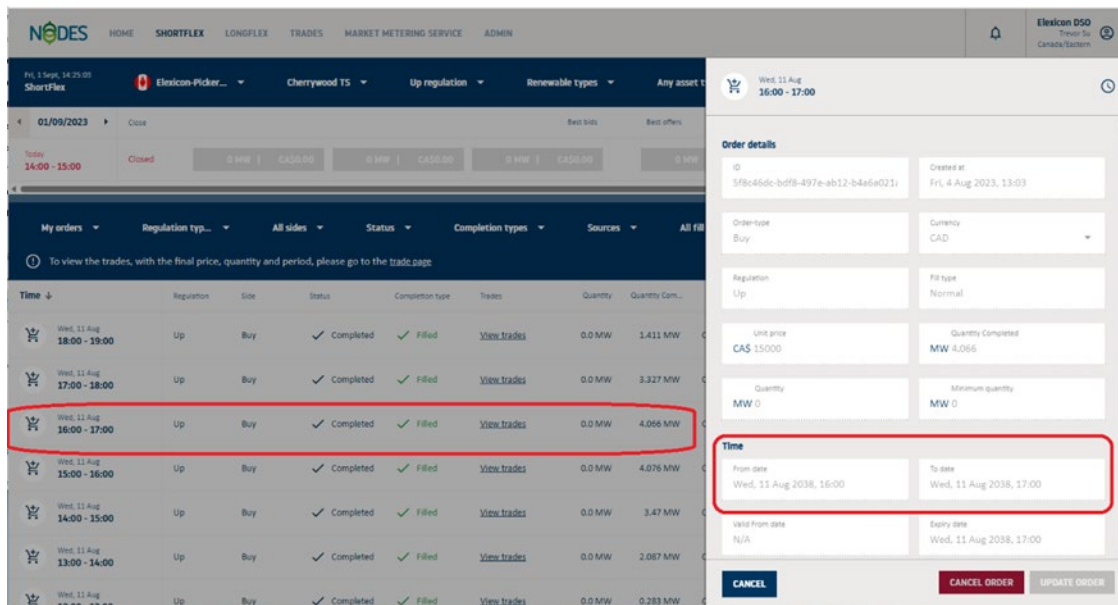 NODES HOME SHORTFLEX LONGFLEX TRADES MARKET METERING SERVICE ADMIN
Elexicon DSO
Trevor Su
Canada/Eastern
Fri, 1 Sept, 14:25:03
ShortFlex
Elexicon-Picker... Cherrywood TS Up regulation Renewable types Any asset t
01/09/2023 Close Best bids Best offers
Today
14:00 - 15:00 Closed 0 MW | CA$0.00 0 MW | CA$0.00 0 MW | CA$0.00 0 MW
My orders Regulation typ... All sides Status Completion types Sources All fill
To view the trades, with the final price, quantity and period, please go to the trade page
Time Regulation Side Status Completion type Trades Quantity Quantity Com...
Wed, 11 Aug
18:00 - 19:00 Up Buy Completed Filled View trades 0.0 MW 1.411 MW
Wed, 11 Aug
17:00 - 18:00 Up Buy Completed Filled View trades 0.0 MW 3.327 MW
Wed, 11 Aug
16:00 - 17:00 Up Buy Completed Filled View trades 0.0 MW 4.066 MW
Wed, 11 Aug
15:00 - 16:00 Up Buy Completed Filled View trades 0.0 MW 4.076 MW
Wed, 11 Aug
14:00 - 15:00 Up Buy Completed Filled View trades 0.0 MW 3.47 MW
Wed, 11 Aug
13:00 - 14:00 Up Buy Completed Filled View trades 0.0 MW 2.087 MW
Wed, 11 Aug
Up Buy Completed Filled View trades 0.0 MW 0.283 MW
Wed, 11 Aug
16:00 - 17:00
Order details
ID Created at
5f8c46dc-bdf8-497e-ab12-b4a6a021 Fri, 4 Aug 2023, 13:03
Order-type Currency
Buy CAD
Regulation Fill type
Up Normal
Unit price Quantity Completed
CA$ 15000 MW 4.066
Quantity Minimum quantity
MW 0 MW 0
Time
From date To date
Wed, 11 Aug 2038, 16:00 Wed, 11 Aug 2038, 17:00
Valid From date Expiry date
N/A Wed, 11 Aug 2038, 17:00
CANCEL CANCEL ORDER UPDATE ORDER